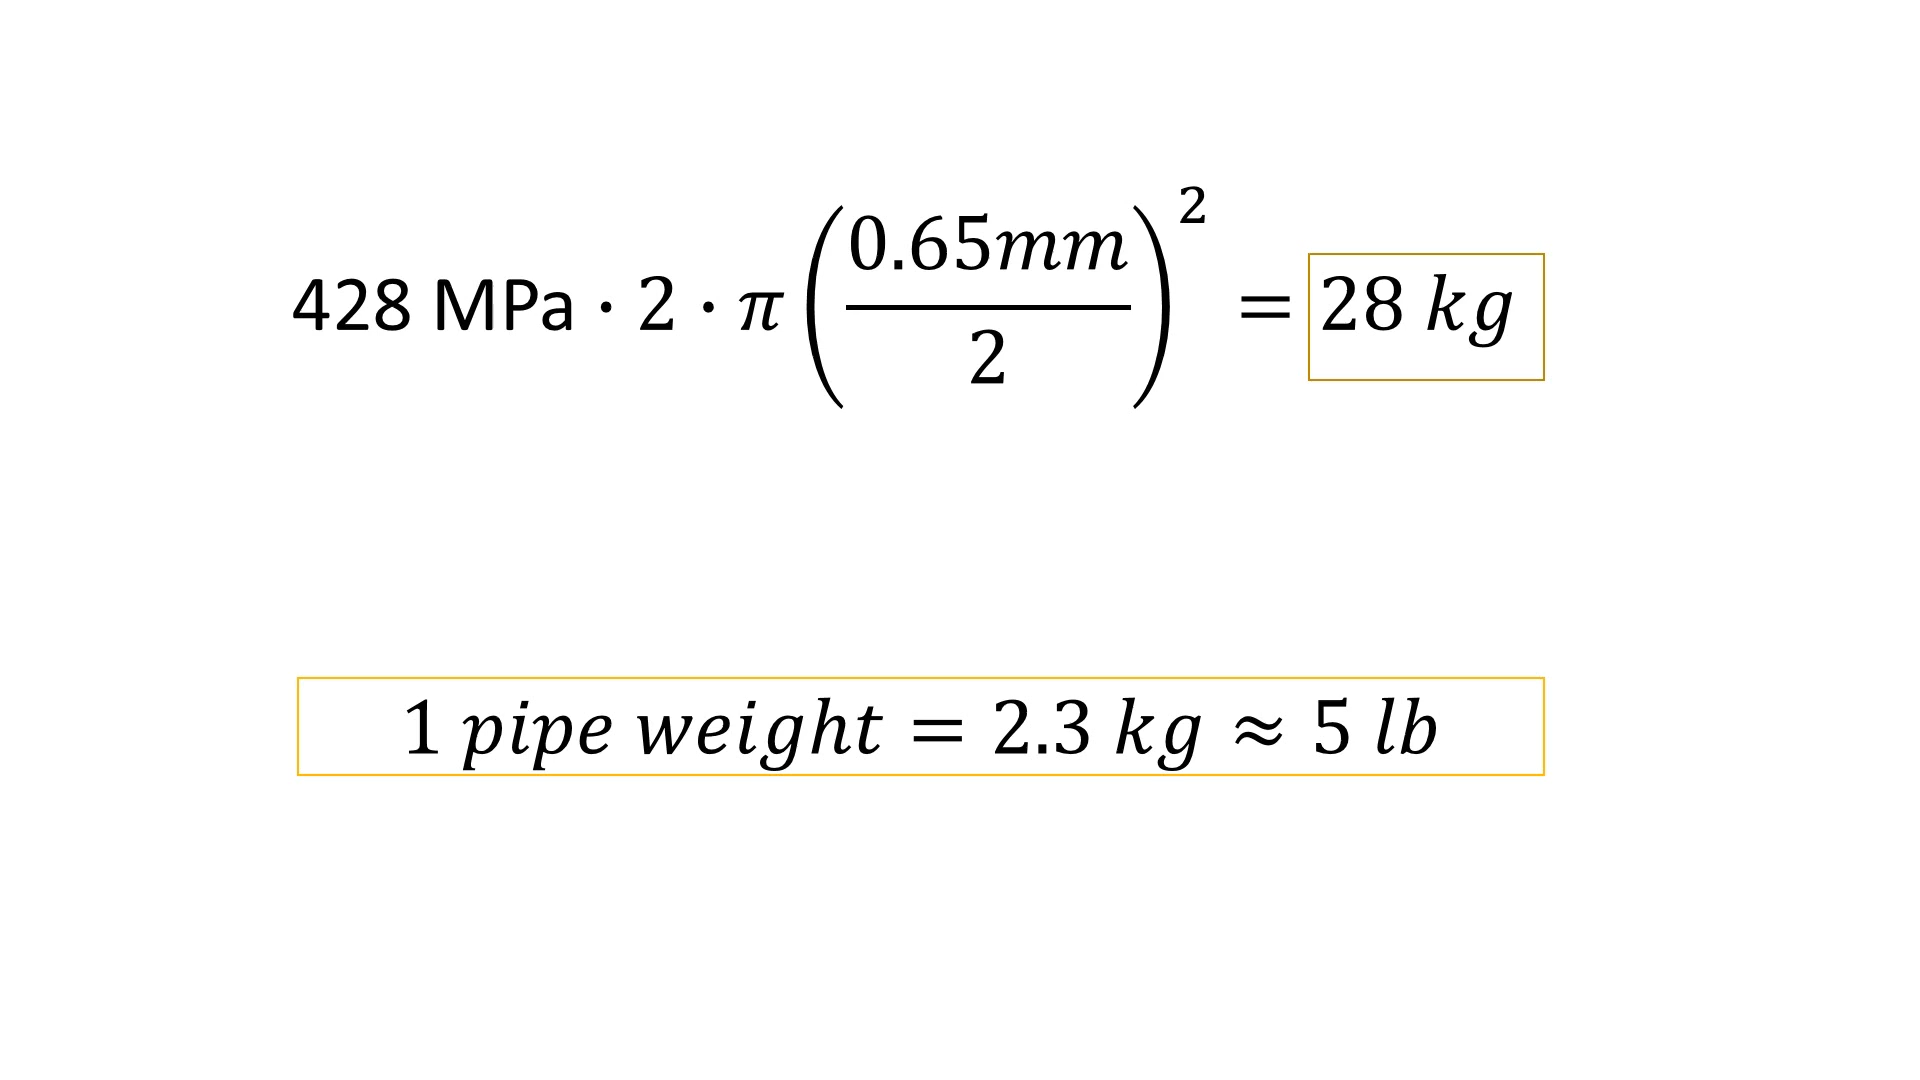 428 MPa · 2 · π(0.65mm/2)² = 28 kg
1 pipe weight = 2.3 kg ≈ 5 lb